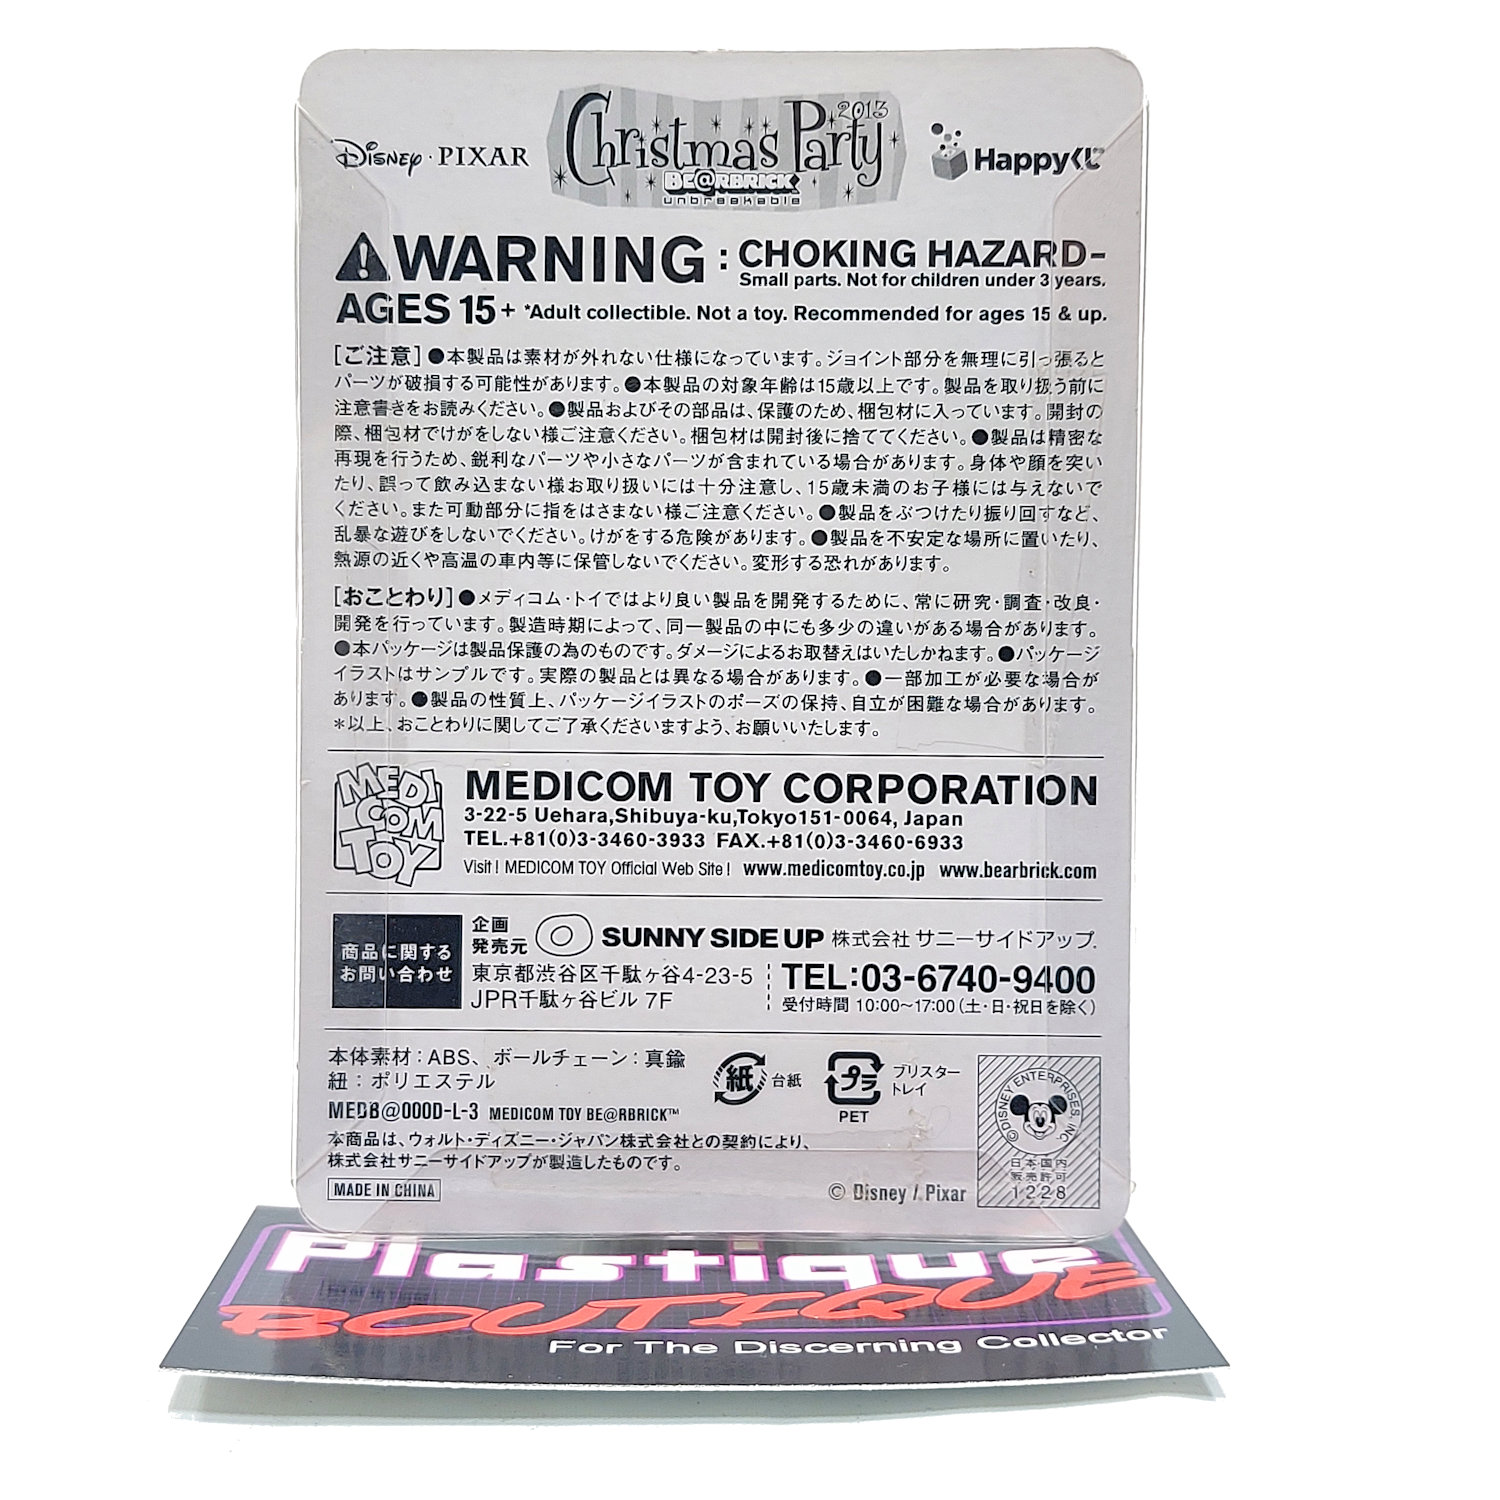 Disney · PIXAR
Christmas Party 2013
BE@RBRICK
unbreakable
Happyくじ
WARNING : CHOKING HAZARD-
Small parts. Not for children under 3 years.
AGES 15+ *Adult collectible. Not a toy. Recommended for ages 15 & up.
[ご注意]●本製品は素材が外れない仕様になっています。ジョイント部分を無理に引っ張ると
パーツが破損する可能性があります。●本製品の対象年齢は15歳以上です。製品を取り扱う前に
注意書きをお読みください。●製品およびその部品は、保護のため、梱包材に入っています。開封の
際、梱包材でけがをしない様ご注意ください。梱包材は開封後に捨ててください。●製品は精密な
再現を行うため、鋭利なパーツや小さなパーツが含まれている場合があります。身体や顔を突い
たり、誤って飲み込まない様お取り扱いには十分注意し、15歳未満のお子様には与えないで
ください。また可動部分に指をはさまない様ご注意ください。●製品をぶつけたり振り回すなど、
乱暴な遊びをしないでください。けがをする危険があります。●製品を不安定な場所に置いたり、
熱源の近くや高温の車内等に保管しないでください。変形する恐れがあります。
[おことわり]●メディコム・トイではより良い製品を開発するために、常に研究・調査・改良・
開発を行っています。製造時期によって、同一製品の中にも多少の違いがある場合があります。
●本パッケージは製品保護の為のものです。ダメージによるお取替えはいたしかねます。●パッケージ
イラストはサンプルです。実際の製品とは異なる場合があります。●一部加工が必要な場合が
あります。●製品の性質上、パッケージイラストのポーズの保持、自立が困難な場合があります。
＊以上、おことわりに関してご了承くださいますよう、お願いいたします。
MEDI COM TOY
MEDICOM TOY CORPORATION
3-22-5 Uehara,Shibuya-ku,Tokyo151-0064, Japan
TEL.+81(0)3-3460-3933 FAX.+81(0)3-3460-6933
Visit! MEDICOM TOY Official Web Site! www.medicomtoy.co.jp www.bearbrick.com
商品に関する
お問い合わせ
企画
発売元
SUNNY SIDE UP 株式会社 サニーサイドアップ.
東京都渋谷区千駄ヶ谷4-23-5
JPR千駄ヶ谷ビル 7F
TEL:03-6740-9400
受付時間 10:00〜17:00（土・日・祝日を除く）
本体素材：ABS、ボールチェーン：真鍮
紐：ポリエステル
MEDB@000D-L-3 MEDICOM TOY BE@RBRICK™
紙 台紙
プラ
PET
ブリスター
トレイ
本商品は、ウォルト・ディズニー・ジャパン株式会社との契約により、
株式会社サニーサイドアップが製造したものです。
MADE IN CHINA
© Disney / Pixar
©DISNEY ENTERPRISES, INC.
日本国内
販売許可
1228
Plastique
BOUTIQUE
For The Discerning Collector